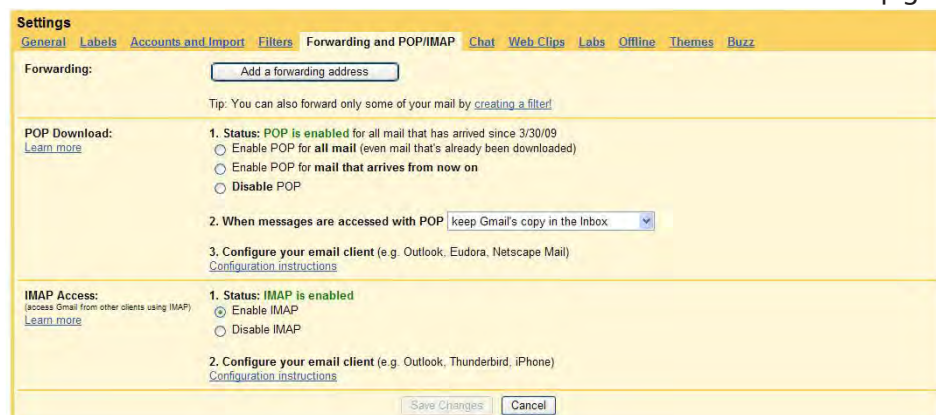 Settings
General Labels Accounts and Import Filters Forwarding and POP/IMAP Chat Web Clips Labs Offline Themes Buzz
Forwarding:
Add a forwarding address
Tip: You can also forward only some of your mail by creating a filter!
POP Download:
Learn more
1. Status: POP is enabled for all mail that has arrived since 3/30/09
Enable POP for all mail (even mail that's already been downloaded)
Enable POP for mail that arrives from now on
Disable POP
2. When messages are accessed with POP keep Gmail's copy in the Inbox
3. Configure your email client (e.g. Outlook, Eudora, Netscape Mail)
Configuration instructions
IMAP Access:
(access Gmail from other clients using IMAP)
Learn more
1. Status: IMAP is enabled
Enable IMAP
Disable IMAP
2. Configure your email client (e.g. Outlook, Thunderbird, iPhone)
Configuration instructions
Save Changes Cancel